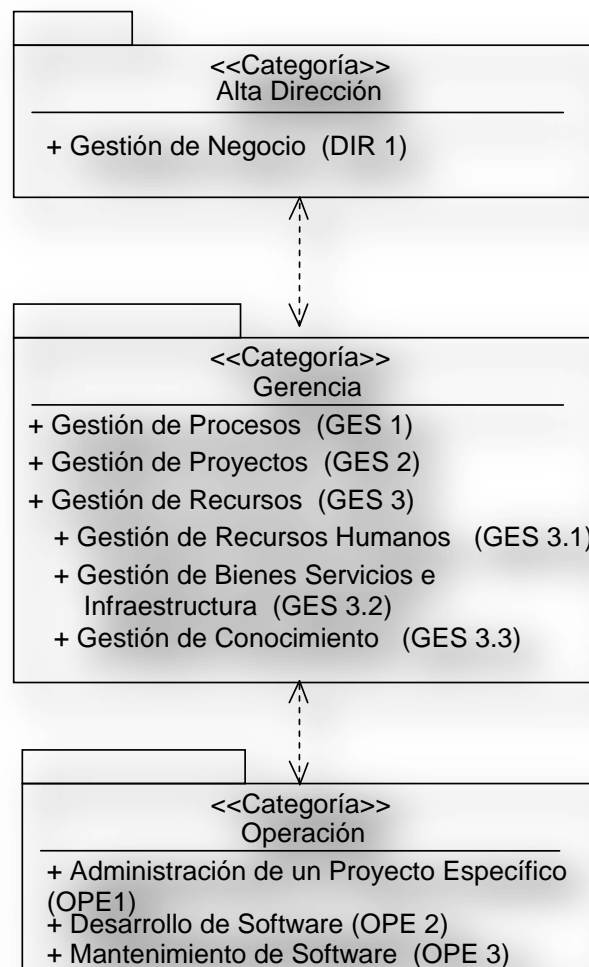 <<Categoría>>
Alta Dirección
+ Gestión de Negocio (DIR 1)
<<Categoría>>
Gerencia
+ Gestión de Procesos (GES 1)
+ Gestión de Proyectos (GES 2)
+ Gestión de Recursos (GES 3)
+ Gestión de Recursos Humanos (GES 3.1)
+ Gestión de Bienes Servicios e
Infraestructura (GES 3.2)
+ Gestión de Conocimiento (GES 3.3)
<<Categoría>>
Operación
+ Administración de un Proyecto Específico
(OPE1)
+ Desarrollo de Software (OPE 2)
+ Mantenimiento de Software (OPE 3)